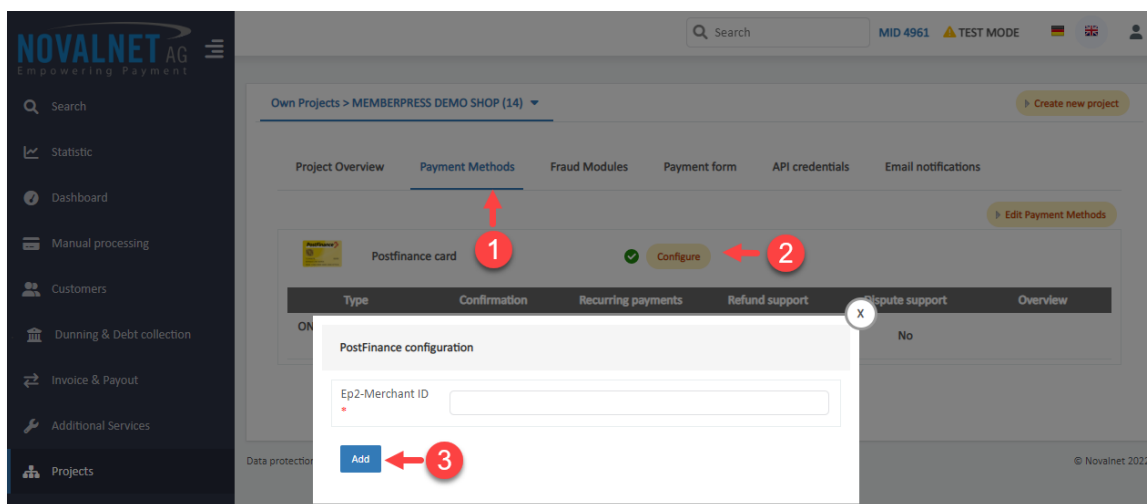 NOVALNET AG
Empowering Payment
Search
MID 4961
TEST MODE
Search
Statistic
Dashboard
Manual processing
Customers
Dunning & Debt collection
Invoice & Payout
Additional Services
Projects
Own Projects > MEMBERPRESS DEMO SHOP (14)
Create new project
Project Overview
Payment Methods
Fraud Modules
Payment form
API credentials
Email notifications
Edit Payment Methods
1
Postfinance card
Configure
2
Type
Confirmation
Recurring payments
Refund support
Dispute support
Overview
ON
No
X
PostFinance configuration
Ep2-Merchant ID
*
Add
3
Data protection
© Novalnet 2022